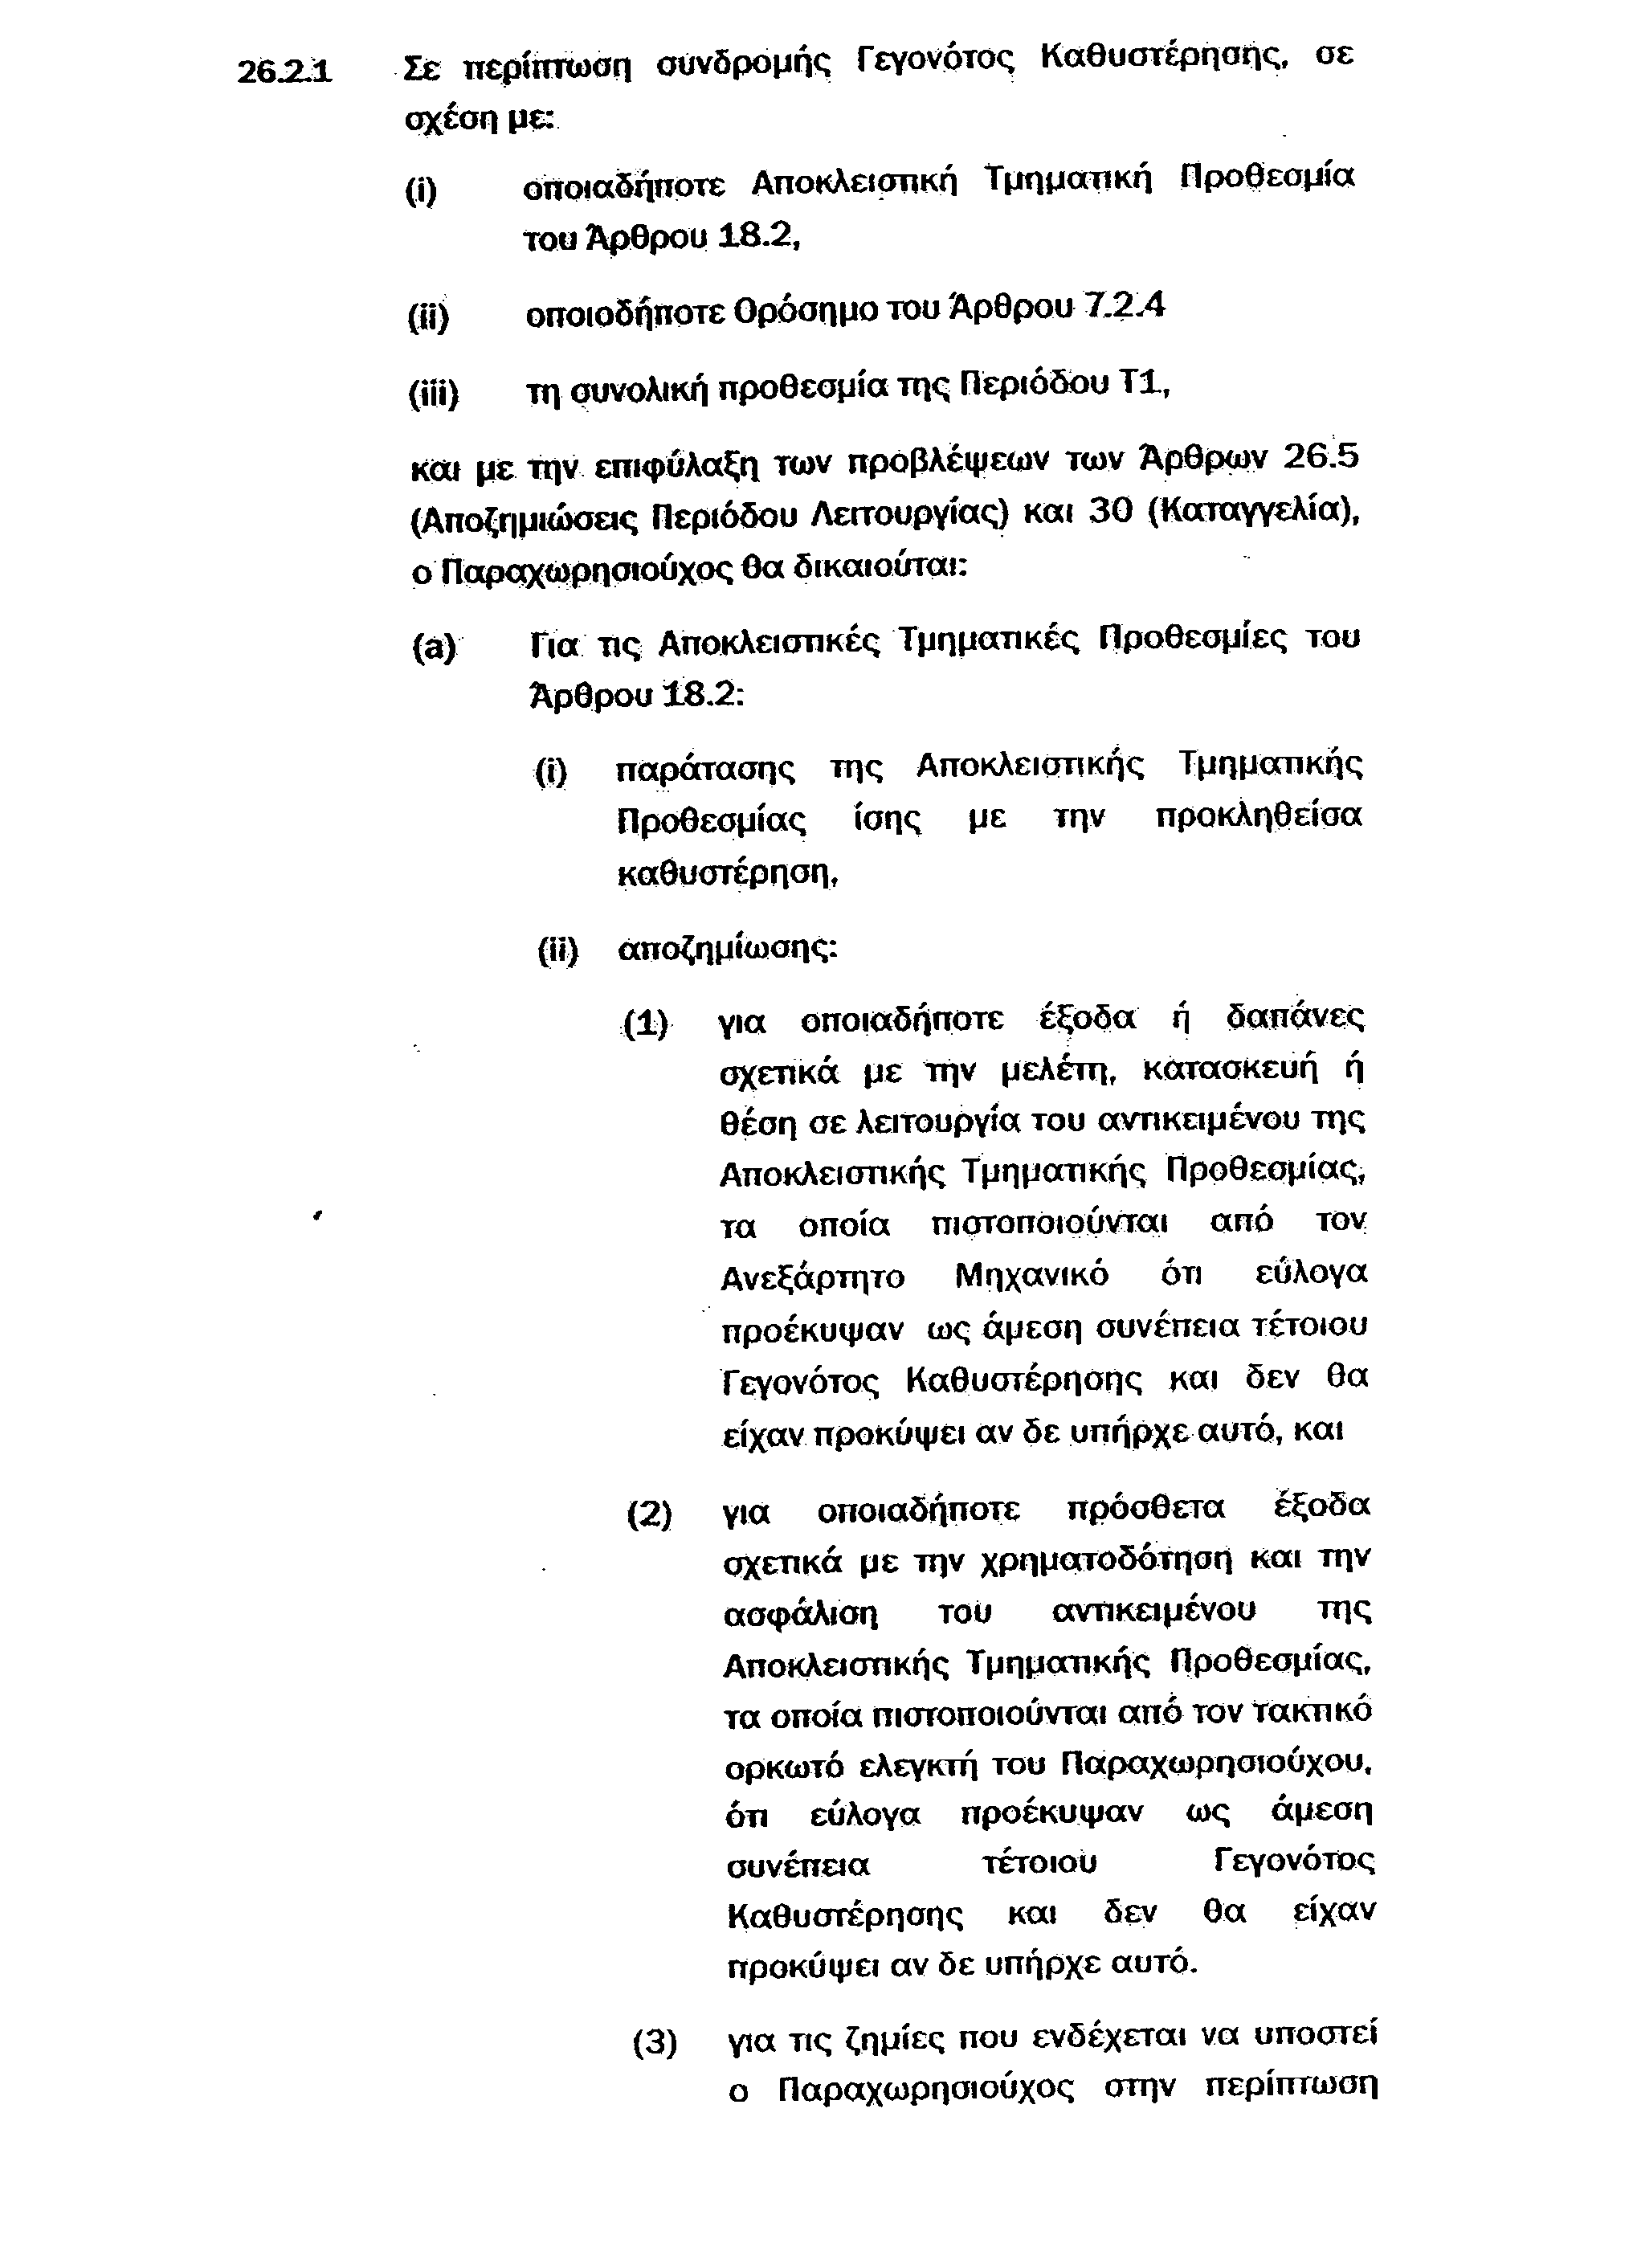 26.2.1 Σε περίπτωση συνδρομής Γεγονότος Καθυστέρησης, σε
σχέση με:
(i) οποιαδήποτε Αποκλειστική Τμηματική Προθεσμία
του Άρθρου 18.2,
(ii) οποιοδήποτε Ορόσημο του Άρθρου 7.2.4
(iii) τη συνολική προθεσμία της Περιόδου Τ1,
και με την επιφύλαξη των προβλέψεων των Άρθρων 26.5
(Αποζημιώσεις Περιόδου Λειτουργίας) και 30 (Καταγγελία),
ο Παραχωρησιούχος θα δικαιούται:
(a) Για τις Αποκλειστικές Τμηματικές Προθεσμίες του
Άρθρου 18.2:
(i) παράτασης της Αποκλειστικής Τμηματικής
Προθεσμίας ίσης με την προκληθείσα
καθυστέρηση,
(ii) αποζημίωσης:
(1) για οποιαδήποτε έξοδα ή δαπάνες
σχετικά με την μελέτη, κατασκευή ή
θέση σε λειτουργία του αντικειμένου της
Αποκλειστικής Τμηματικής Προθεσμίας,
τα οποία πιστοποιούνται από τον
Ανεξάρτητο Μηχανικό ότι εύλογα
προέκυψαν ως άμεση συνέπεια τέτοιου
Γεγονότος Καθυστέρησης και δεν θα
είχαν προκύψει αν δε υπήρχε αυτό, και
(2) για οποιαδήποτε πρόσθετα έξοδα
σχετικά με την χρηματοδότηση και την
ασφάλιση του αντικειμένου της
Αποκλειστικής Τμηματικής Προθεσμίας,
τα οποία πιστοποιούνται από τον τακτικό
ορκωτό ελεγκτή του Παραχωρησιούχου,
ότι εύλογα προέκυψαν ως άμεση
συνέπεια τέτοιου Γεγονότος
Καθυστέρησης και δεν θα είχαν
προκύψει αν δε υπήρχε αυτό.
(3) για τις ζημίες που ενδέχεται να υποστεί
ο Παραχωρησιούχος στην περίπτωση